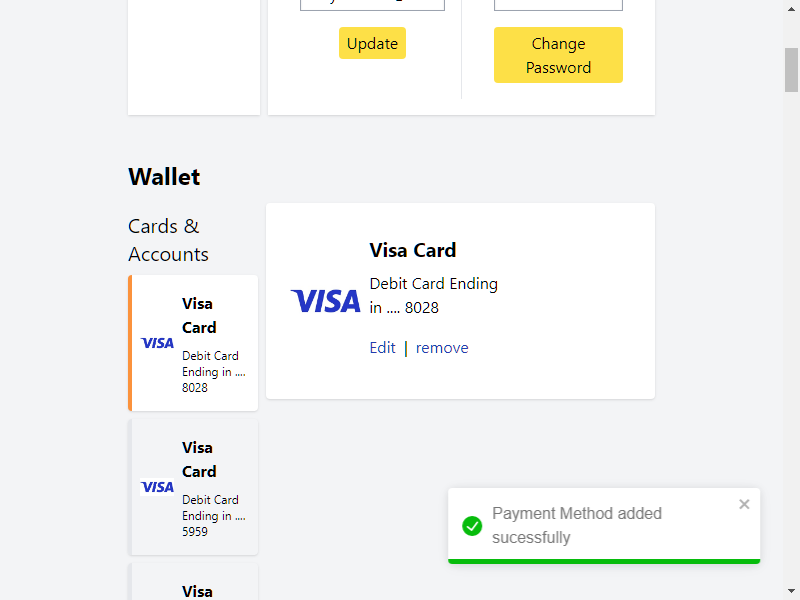 Update
Change
Password
Wallet
Cards &
Accounts
Visa
Card
VISA
Debit Card
Ending in ....
8028
Visa Card
VISA
Debit Card Ending
in .... 8028
Edit | remove
Visa
Card
VISA
Debit Card
Ending in ....
5959
Visa
Payment Method added
sucessfully